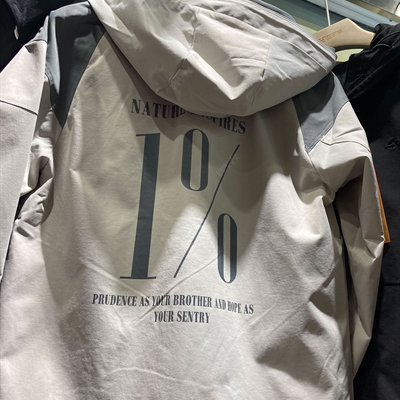 1%
PRUDENCE AS YOUR BROTHER AND HOPE AS
YOUR SENTRY